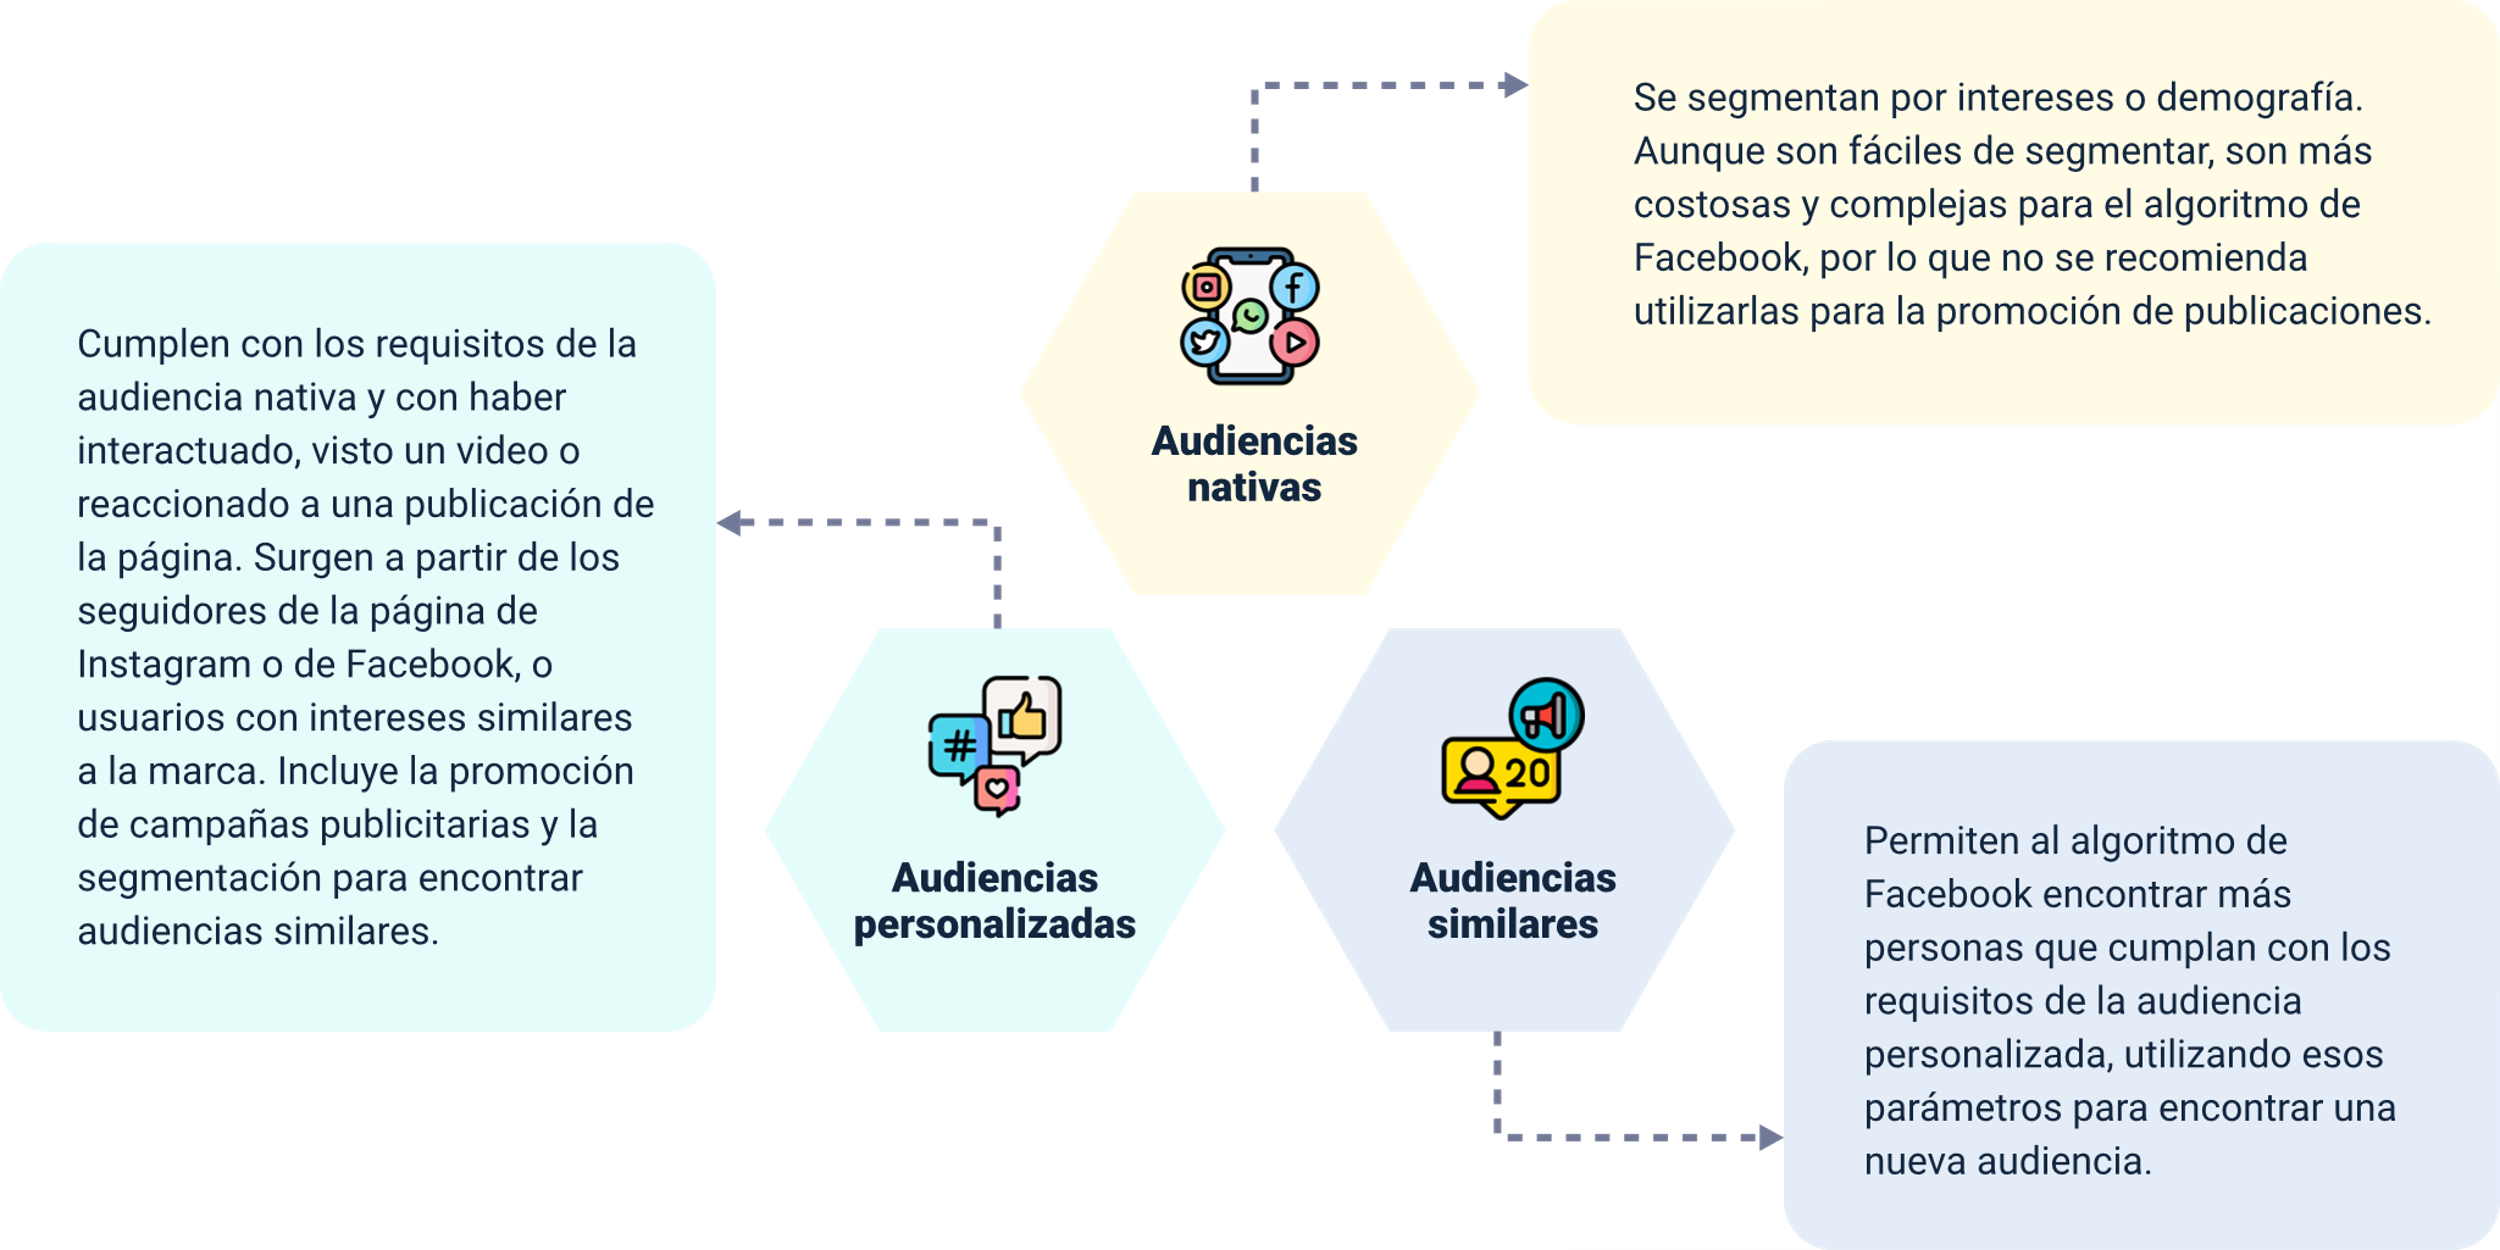 Se segmentan por intereses o demografía.
Aunque son fáciles de segmentar, son más
costosas y complejas para el algoritmo de
Facebook, por lo que no se recomienda
utilizarlas para la promoción de publicaciones.
Audiencias
nativas
Cumplen con los requisitos de la
audiencia nativa y con haber
interactuado, visto un video o
reaccionado a una publicación de
la página. Surgen a partir de los
seguidores de la página de
Instagram o de Facebook, o
usuarios con intereses similares
a la marca. Incluye la promoción
de campañas publicitarias y la
segmentación para encontrar
audiencias similares.
#
Audiencias
personalizadas
20
Audiencias
similares
Permiten al algoritmo de
Facebook encontrar más
personas que cumplan con los
requisitos de la audiencia
personalizada, utilizando esos
parámetros para encontrar una
nueva audiencia.